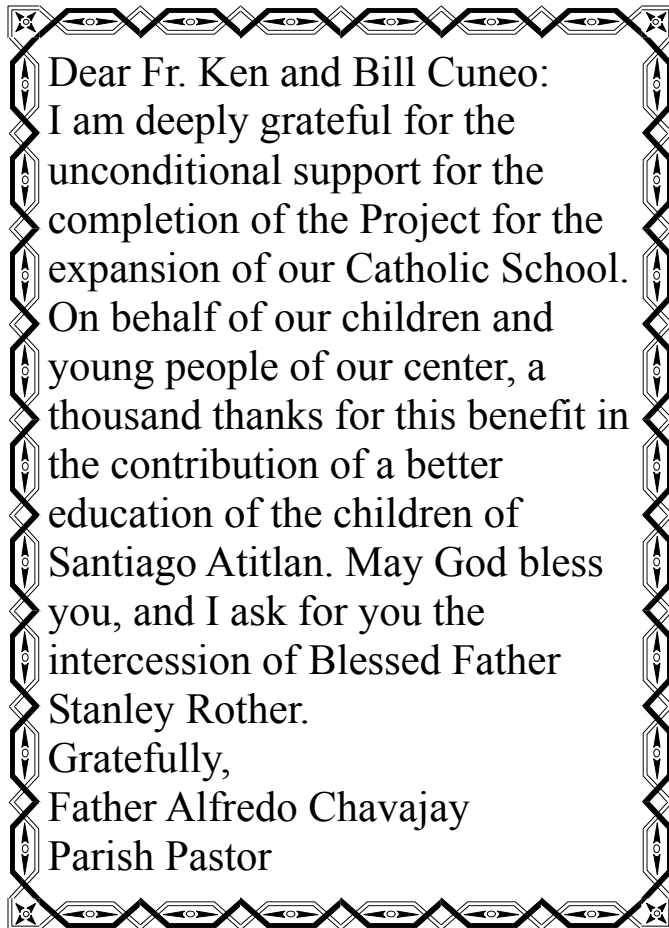 Dear Fr. Ken and Bill Cuneo:
I am deeply grateful for the
unconditional support for the
completion of the Project for the
expansion of our Catholic School.
On behalf of our children and
young people of our center, a
thousand thanks for this benefit in
the contribution of a better
education of the children of
Santiago Atitlan. May God bless
you, and I ask for you the
intercession of Blessed Father
Stanley Rother.
Gratefully,
Father Alfredo Chavajay
Parish Pastor